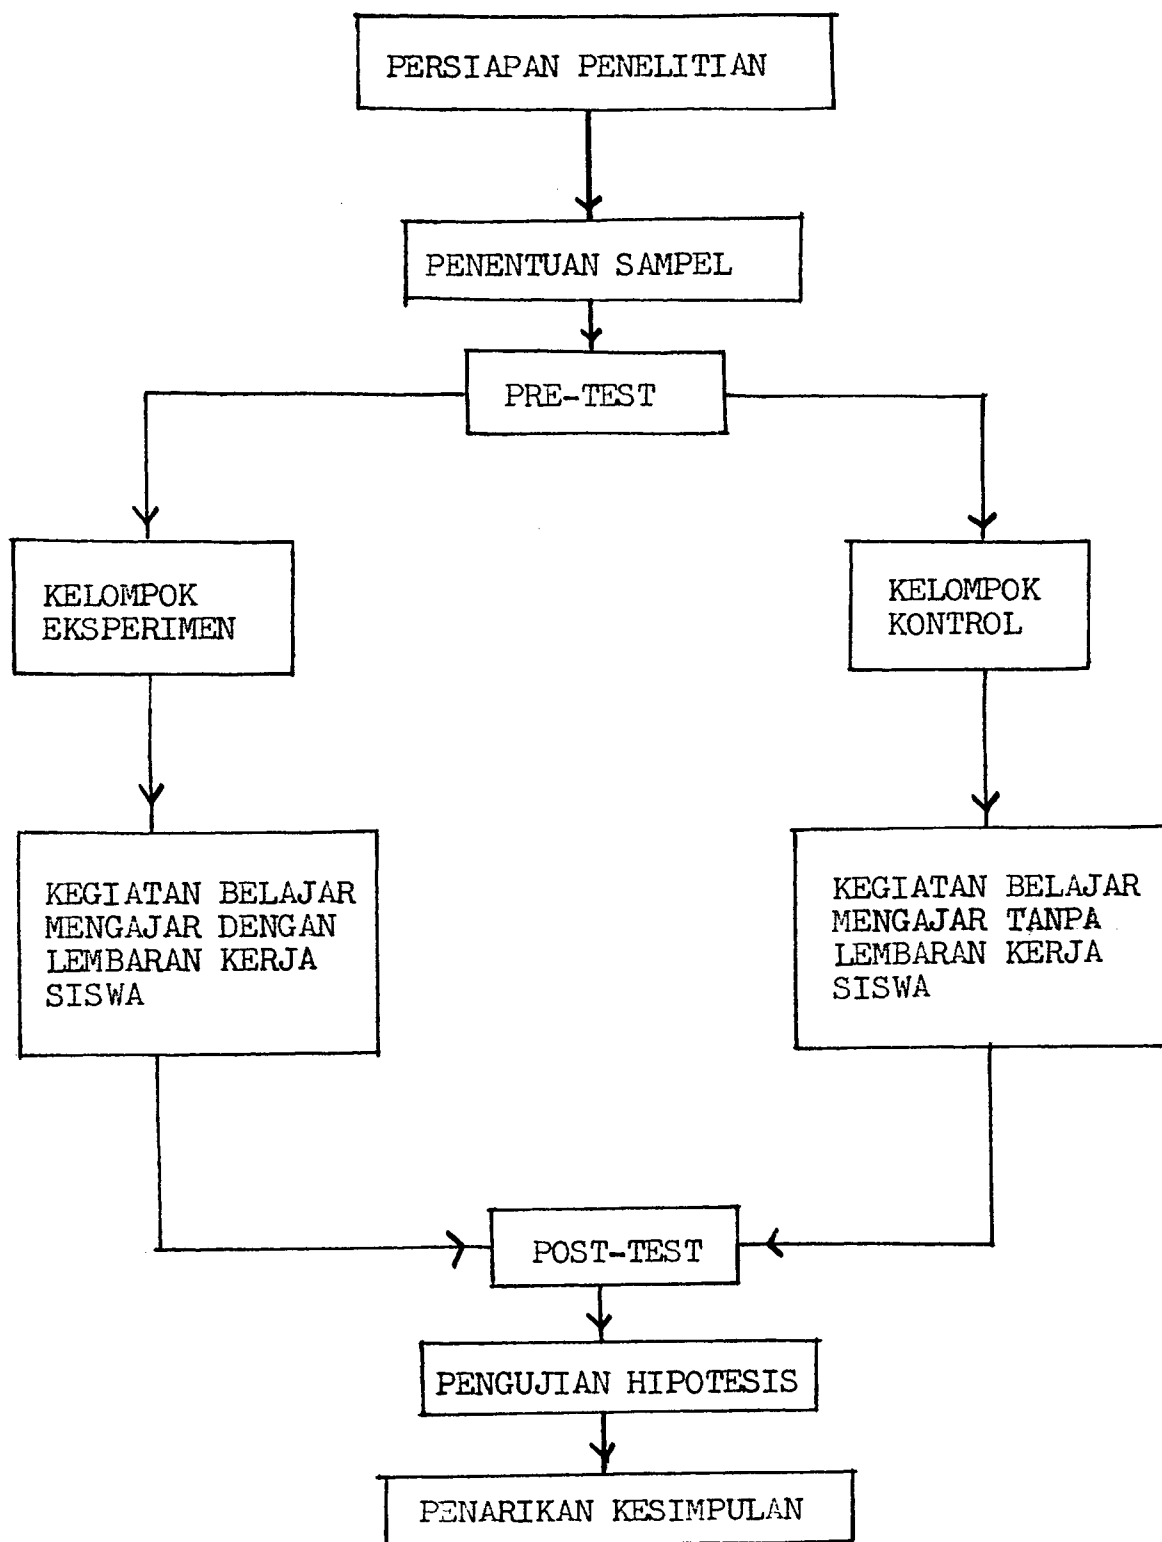 PERSIAPAN PENELITIAN
PENENTUAN SAMPEL
PRE-TEST
KELOMPOK
EKSPERIMEN
KELOMPOK
KONTROL
KEGIATAN BELAJAR
MENGAJAR DENGAN
LEMBARAN KERJA
SISWA
KEGIATAN BELAJAR
MENGAJAR TANPA
LEMBARAN KERJA
SISWA
POST-TEST
PENGUJIAN HIPOTESIS
PENARIKAN KESIMPULAN